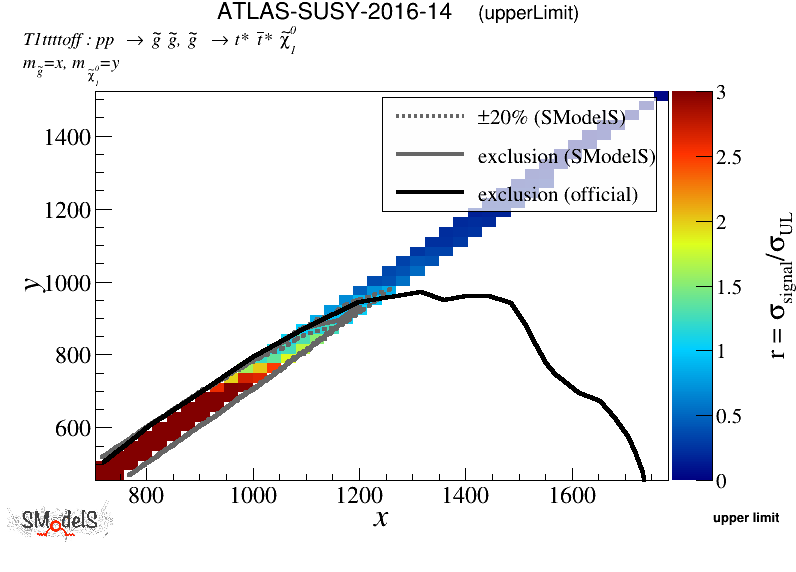 ATLAS-SUSY-2016-14 (upperLimit)
T1ttttoff : pp → g̃ g̃, g̃ → t* t̄* χ̃₁⁰
m_g̃=x, m_χ̃₁⁰=y
±20% (SModelS)
exclusion (SModelS)
exclusion (official)
1400
1200
1000
800
600
y
800
1000
1200
1400
1600
x
3
2.5
2
1.5
1
0.5
0
r = σ_signal/σ_UL
SModelS
upper limit